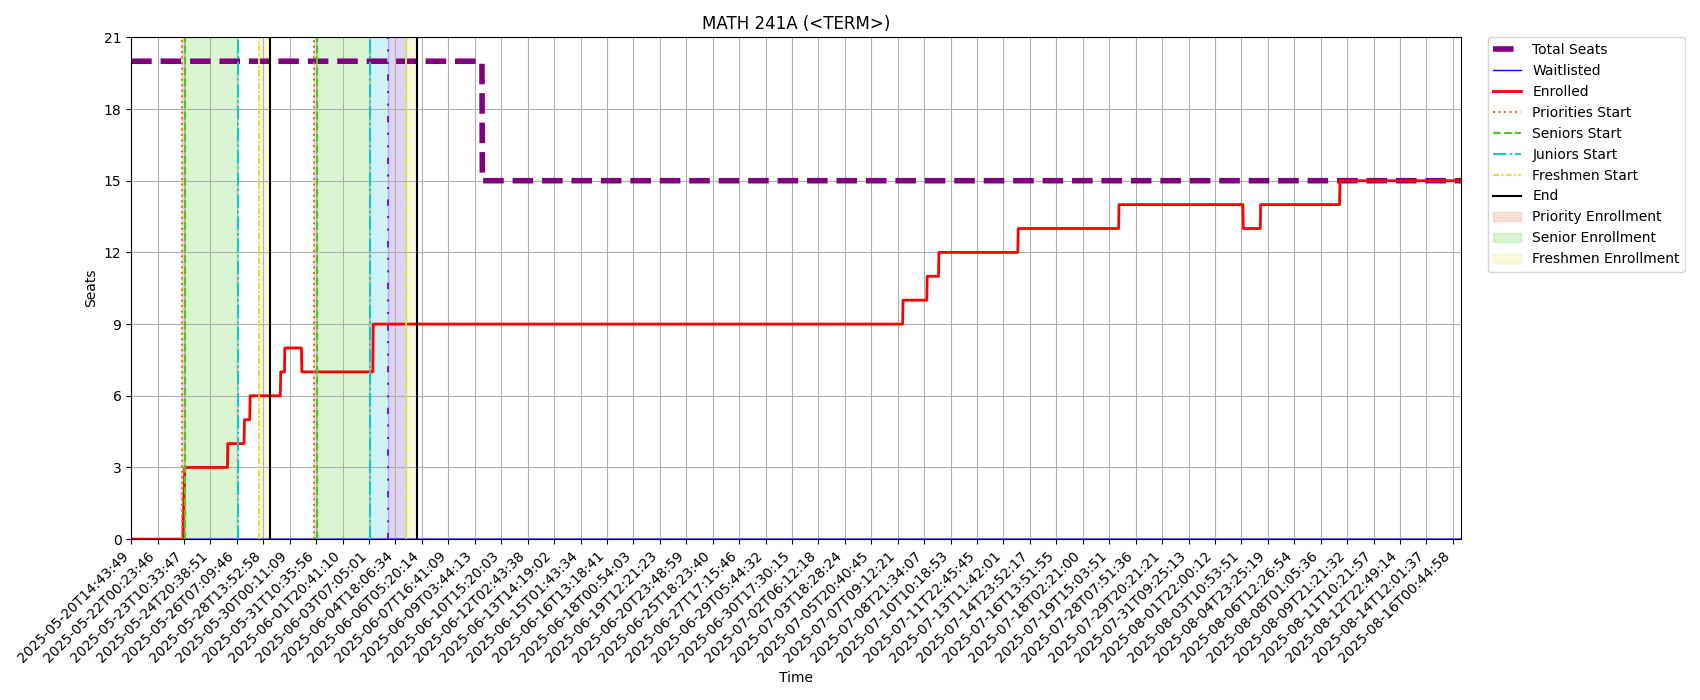 MATH 241A (<TERM>)
21
18
15
12
9
6
3
0
Seats
2025-05-20T14:43:49
2025-05-22T00:23:46
2025-05-23T10:33:47
2025-05-24T20:38:51
2025-05-26T07:09:46
2025-05-28T13:52:58
2025-05-30T00:11:09
2025-05-31T10:35:56
2025-06-01T20:41:10
2025-06-03T07:05:01
2025-06-04T18:06:34
2025-06-06T05:20:14
2025-06-07T16:41:09
2025-06-09T03:44:13
2025-06-10T15:20:03
2025-06-12T02:43:38
2025-06-13T14:19:02
2025-06-15T01:43:34
2025-06-16T13:18:41
2025-06-18T00:54:03
2025-06-19T12:21:23
2025-06-20T23:48:59
2025-06-25T18:23:40
2025-06-27T17:15:46
2025-06-29T05:44:32
2025-06-30T17:30:15
2025-07-02T06:12:18
2025-07-03T18:28:24
2025-07-05T20:40:45
2025-07-07T09:12:21
2025-07-08T21:34:07
2025-07-10T10:18:53
2025-07-11T22:45:45
2025-07-13T11:42:01
2025-07-14T23:52:17
2025-07-16T13:51:55
2025-07-18T02:21:00
2025-07-19T15:03:51
2025-07-28T07:51:36
2025-07-29T20:21:21
2025-07-31T09:25:13
2025-08-01T22:00:12
2025-08-03T10:53:51
2025-08-04T23:25:19
2025-08-06T12:26:54
2025-08-08T01:05:36
2025-08-09T21:21:32
2025-08-11T10:21:57
2025-08-12T22:49:14
2025-08-14T12:01:37
2025-08-16T00:44:58
Time
Total Seats
Waitlisted
Enrolled
Priorities Start
Seniors Start
Juniors Start
Freshmen Start
End
Priority Enrollment
Senior Enrollment
Freshmen Enrollment